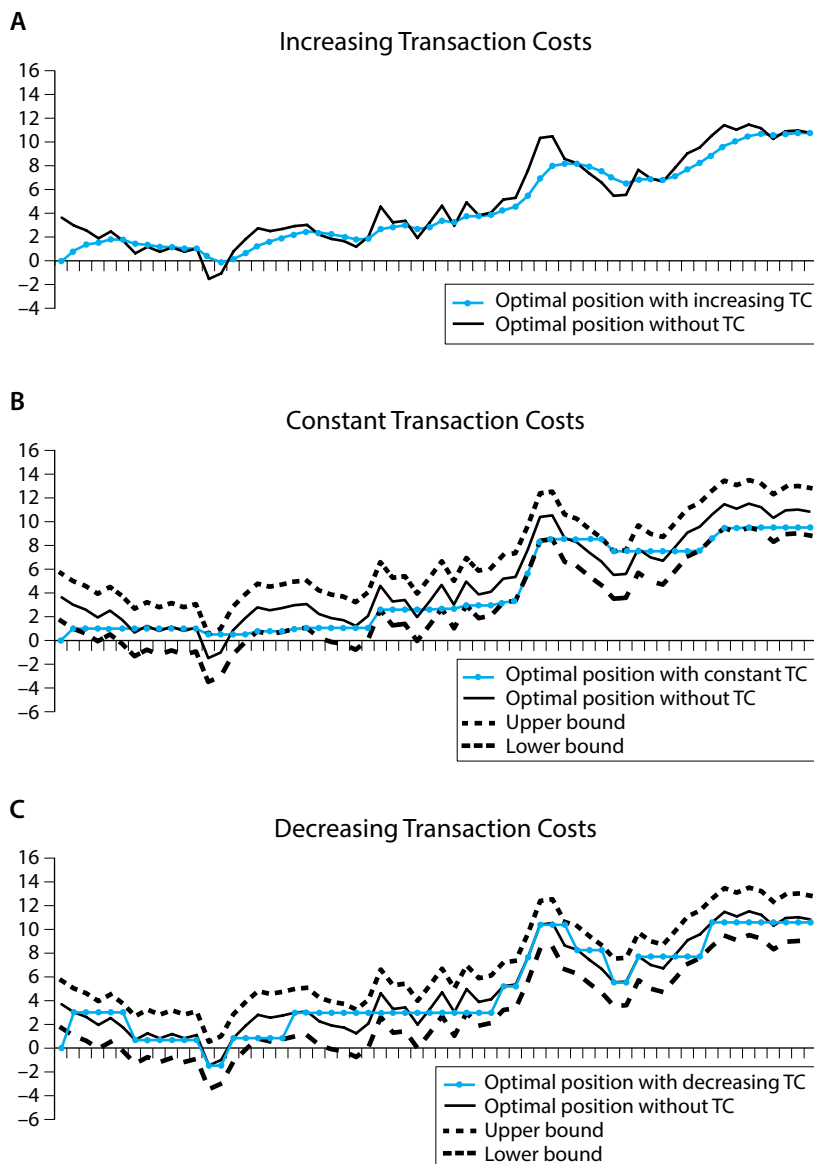 A
Increasing Transaction Costs
16
14
12
10
8
6
4
2
0
−2
−4
Optimal position with increasing TC
Optimal position without TC
B
Constant Transaction Costs
16
14
12
10
8
6
4
2
0
−2
−4
−6
Optimal position with constant TC
Optimal position without TC
Upper bound
Lower bound
C
Decreasing Transaction Costs
16
14
12
10
8
6
4
2
0
−2
−4
−6
Optimal position with decreasing TC
Optimal position without TC
Upper bound
Lower bound